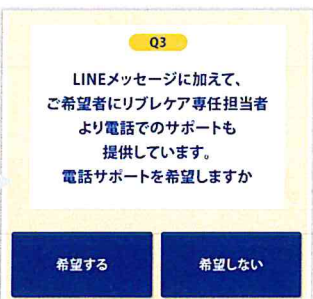 Q3
LINEメッセージに加えて、
ご希望者にリブレケア専任担当者
より電話でのサポートも
提供しています。
電話サポートを希望しますか
希望する
希望しない